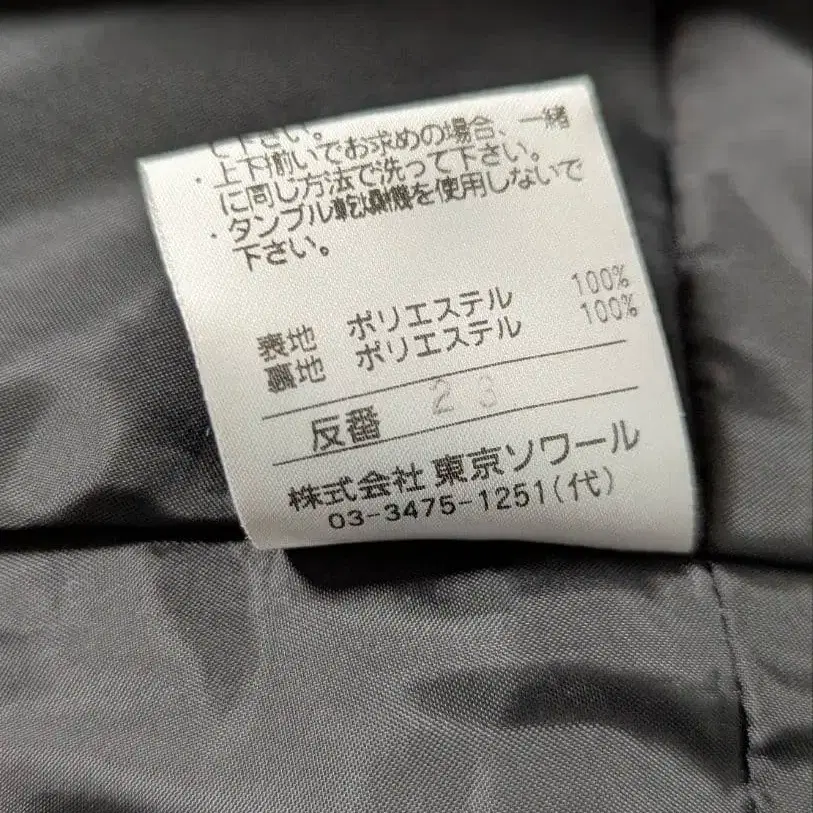 して下さい。
・上下揃いでお求めの場合、一緒
に同じ方法で洗って下さい。
・タンブル乾燥機を使用しないで
下さい。
表地 ポリエステル 100%
裏地 ポリエステル 100%
反番 23
株式会社 東京ソワール
03-3475-1251(代)